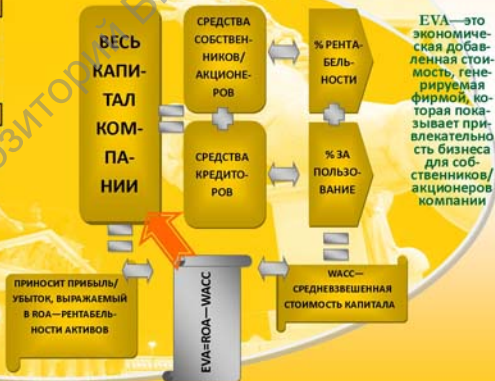 ВЕСЬ
КАПИ-
ТАЛ
КОМ-
ПА-
НИИ
СРЕДСТВА
СОБСТВЕН-
НИКОВ/
АКЦИОНЕ-
РОВ
% РЕНТА-
БЕЛЬ-
НОСТИ
СРЕДСТВА
КРЕДИТО-
РОВ
% ЗА
ПОЛЬЗО-
ВАНИЕ
EVA—это
экономиче-
ская добав-
ленная стои-
мость, гене-
рируемая
фирмой, ко-
торая пока-
зывает при-
влекательно
сть бизнеса
для соб-
ственников/
акционеров
компании
ПРИНОСИТ ПРИБЫЛЬ/
УБЫТОК, ВЫРАЖАЕМЫЙ
В ROA—РЕНТАБЕЛЬ-
НОСТИ АКТИВОВ
EVA=ROA—WACC
WACC—
СРЕДНЕВЗВЕШЕННАЯ
СТОИМОСТЬ КАПИТАЛА